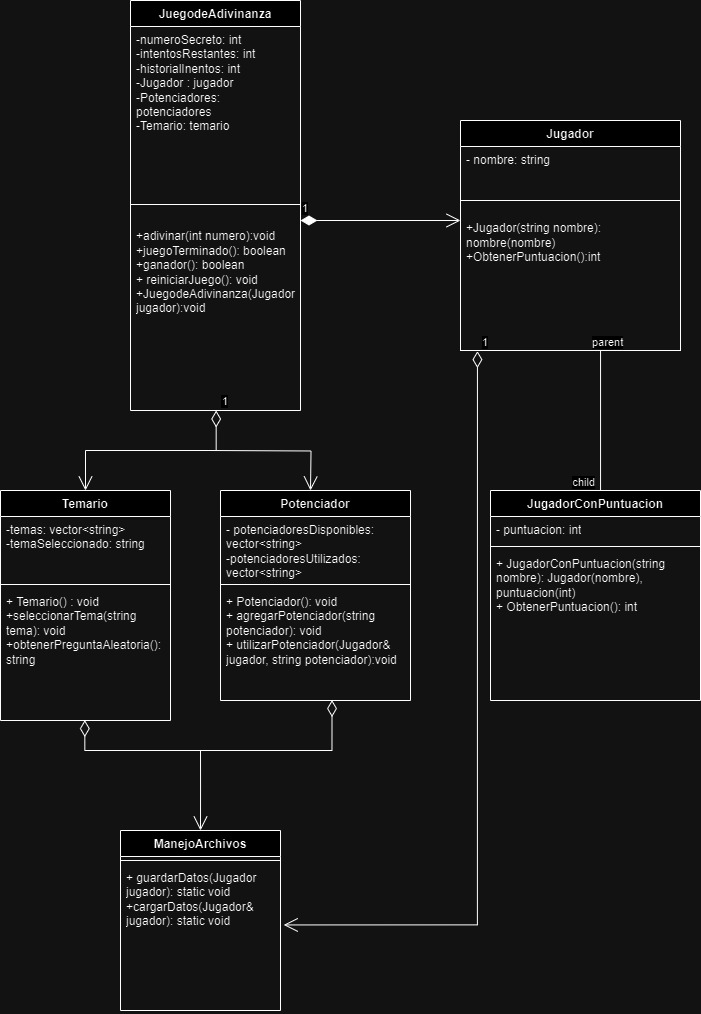 JuegodeAdivinanza
-numeroSecreto: int
-intentosRestantes: int
-historialInentos: int
-Jugador : jugador
-Potenciadores:
potenciadores
-Temario: temario
+adivinar(int numero):void
+juegoTerminado(): boolean
+ganador(): boolean
+ reiniciarJuego(): void
+JuegodeAdivinanza(Jugador
jugador):void
1
1
Jugador
- nombre: string
+Jugador(string nombre):
nombre(nombre)
+ObtenerPuntuacion():int
1
parent
child
Temario
-temas: vector<string>
-temaSeleccionado: string
+ Temario() : void
+seleccionarTema(string
tema): void
+obtenerPreguntaAleatoria():
string
Potenciador
- potenciadoresDisponibles:
vector<string>
-potenciadoresUtilizados:
vector<string>
+ Potenciador(): void
+ agregarPotenciador(string
potenciador): void
+ utilizarPotenciador(Jugador&
jugador, string potenciador):void
JugadorConPuntuacion
- puntuacion: int
+ JugadorConPuntuacion(string
nombre): Jugador(nombre),
puntuacion(int)
+ ObtenerPuntuacion(): int
ManejoArchivos
+ guardarDatos(Jugador
jugador): static void
+cargarDatos(Jugador&
jugador): static void